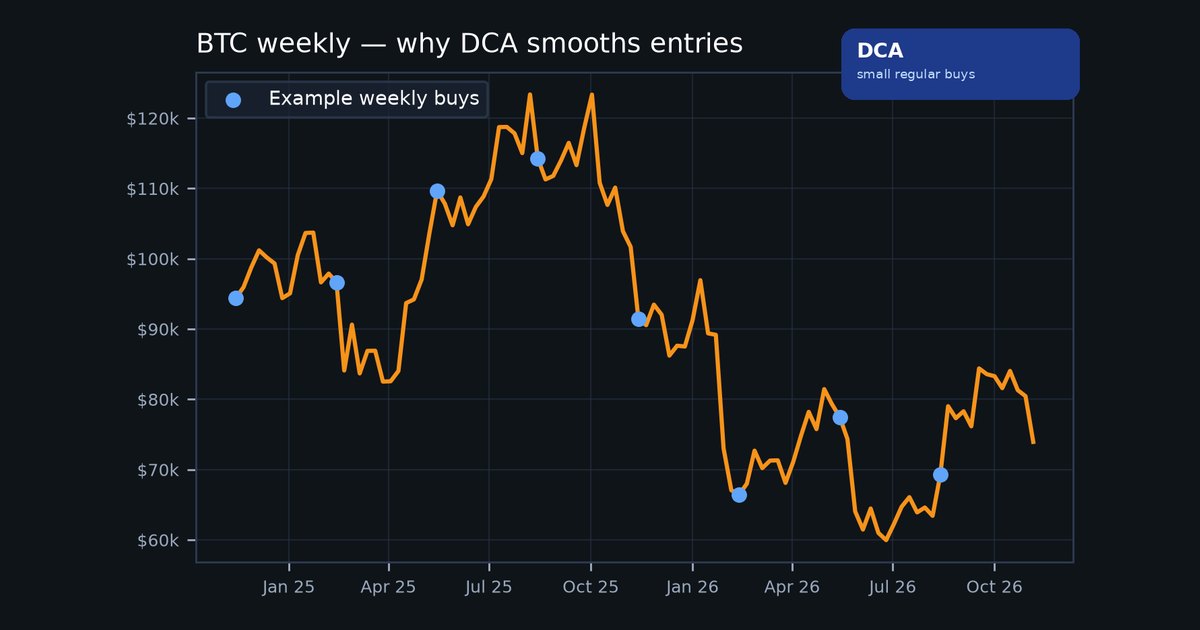 BTC weekly — why DCA smooths entries
DCA
small regular buys
Example weekly buys
$120k
$110k
$100k
$90k
$80k
$70k
$60k
Jan 25 Apr 25 Jul 25 Oct 25 Jan 26 Apr 26 Jul 26 Oct 26